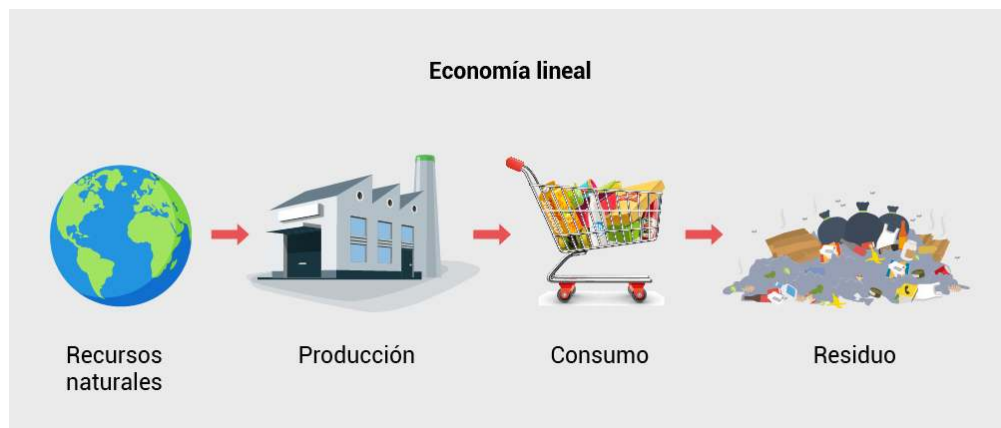 Economía lineal
Recursos
naturales
Producción
Consumo
Residuo